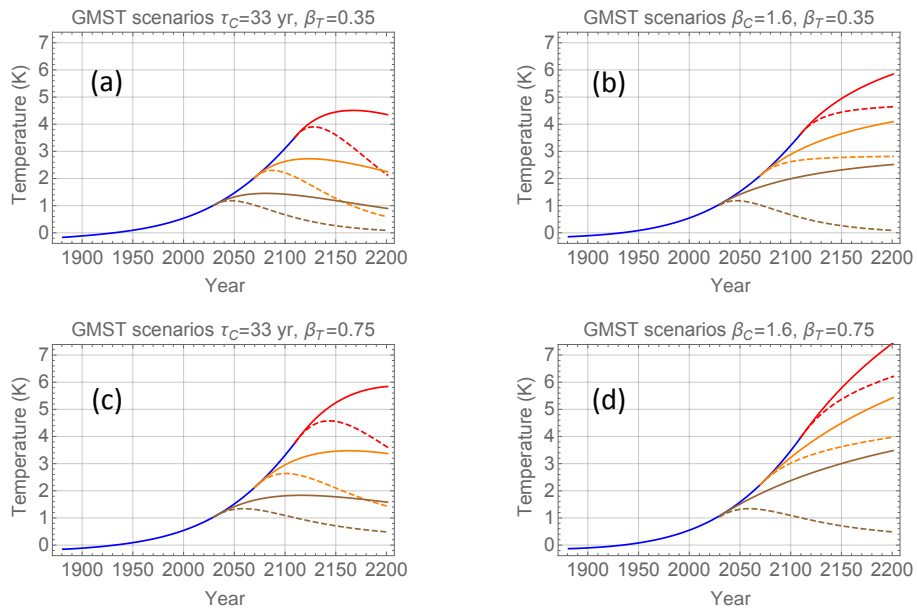 GMST scenarios τC=33 yr, βT=0.35
(a)
Temperature (K)
7
6
5
4
3
2
1
0
1900 1950 2000 2050 2100 2150 2200
Year
GMST scenarios βC=1.6, βT=0.35
(b)
Temperature (K)
7
6
5
4
3
2
1
0
1900 1950 2000 2050 2100 2150 2200
Year
GMST scenarios τC=33 yr, βT=0.75
(c)
Temperature (K)
7
6
5
4
3
2
1
0
1900 1950 2000 2050 2100 2150 2200
Year
GMST scenarios βC=1.6, βT=0.75
(d)
Temperature (K)
7
6
5
4
3
2
1
0
1900 1950 2000 2050 2100 2150 2200
Year